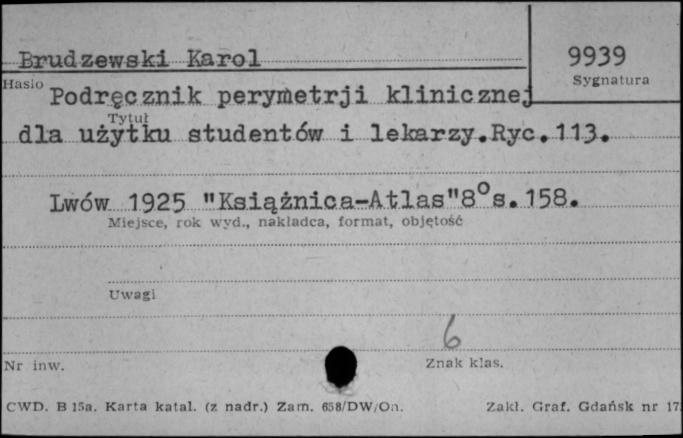 Brudzewski Karol
9939
Hasło
Sygnatura
Podręcznik perymetrji klinicznej
Tytuł
dla użytku studentów i lekarzy.Ryc.113.
Lwów 1925 "Książnica-Atlas"8°s.158.
Miejsce, rok wyd., nakładca, format, objętość
Uwagi
6
Nr inw.
Znak klas.
CWD. B 15a. Karta katal. (z nadr.) Zam. 658/DW/On.
Zakł. Graf. Gdańsk nr 17